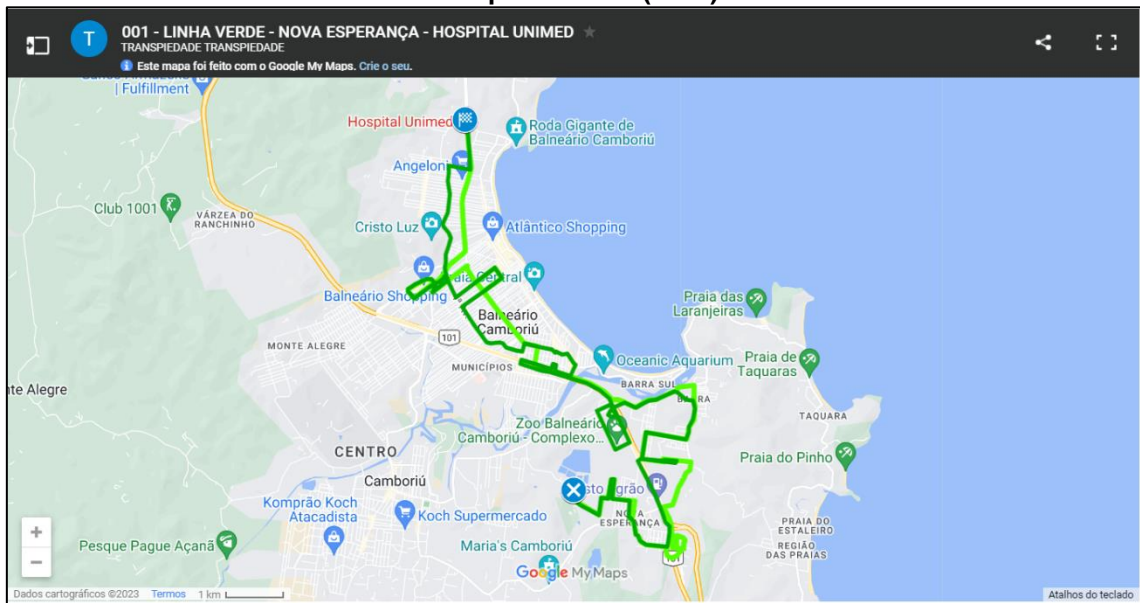 001 - LINHA VERDE - NOVA ESPERANÇA - HOSPITAL UNIMED
T
TRANSPIEDADE TRANSPIEDADE
Este mapa foi feito com o Google My Maps. Crie o seu.
| Fulfillment
Hospital Unimed
Roda Gigante de
Balneário Camboriú
Angeloni
Club 1001
VÁRZEA DO
RANCHINHO
Cristo Luz
Atlântico Shopping
Central
Balneário Shopping
Praia das
Laranjeiras
Balneário
Camboriú
101
MONTE ALEGRE
MUNICÍPIOS
Oceanic Aquarium
Praia de
Taquaras
Alegre
BARRA SUL
TAQUARA
Zoo Balneário
Camboriú - Complexo...
CENTRO
Praia do Pinho
Camboriú
NOVA
ESPERANÇA
Komprão Koch
Atacadista
Koch Supermercado
PRAIA DO
ESTALEIRO
Pesque Pague Açanã
Maria's Camboriú
REGIÃO
DAS PRAIAS
101
Google My Maps
Dados cartográficos ©2023 Termos 1 km
Atalhos do teclado